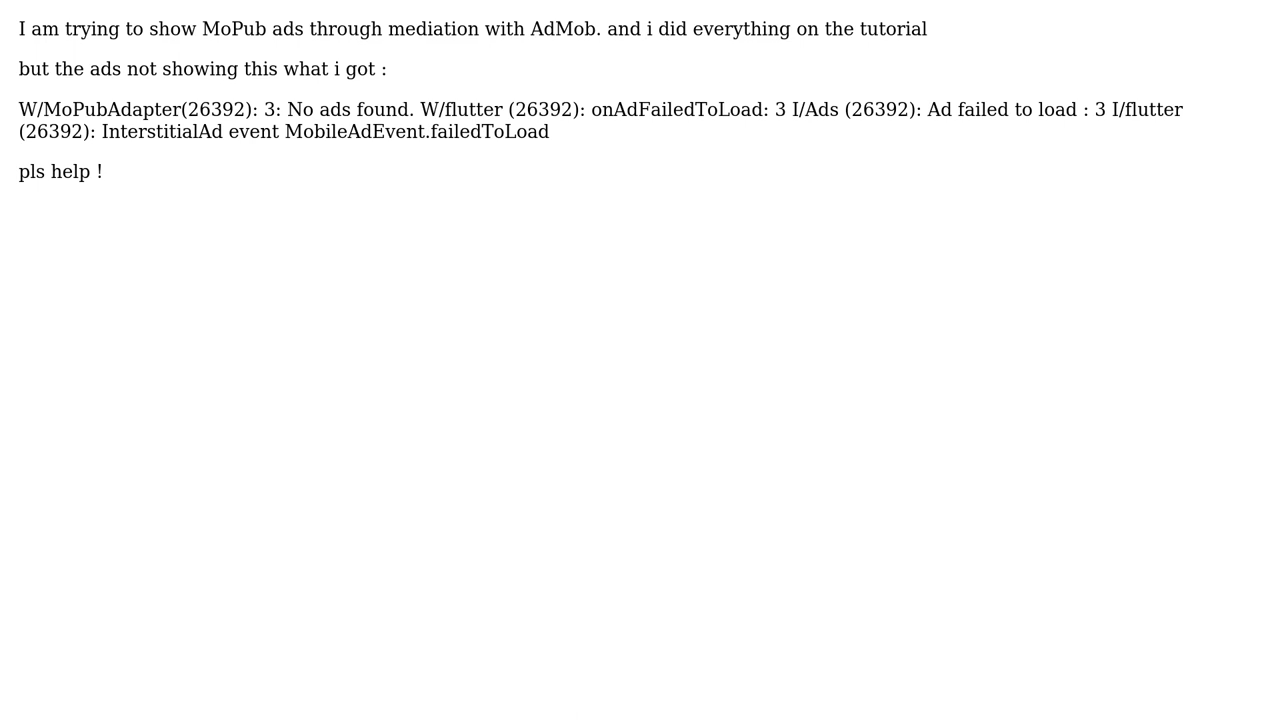 I am trying to show MoPub ads through mediation with AdMob. and i did everything on the tutorial
but the ads not showing this what i got :
W/MoPubAdapter(26392): 3: No ads found. W/flutter (26392): onAdFailedToLoad: 3 I/Ads (26392): Ad failed to load : 3 I/flutter
(26392): InterstitialAd event MobileAdEvent.failedToLoad
pls help !